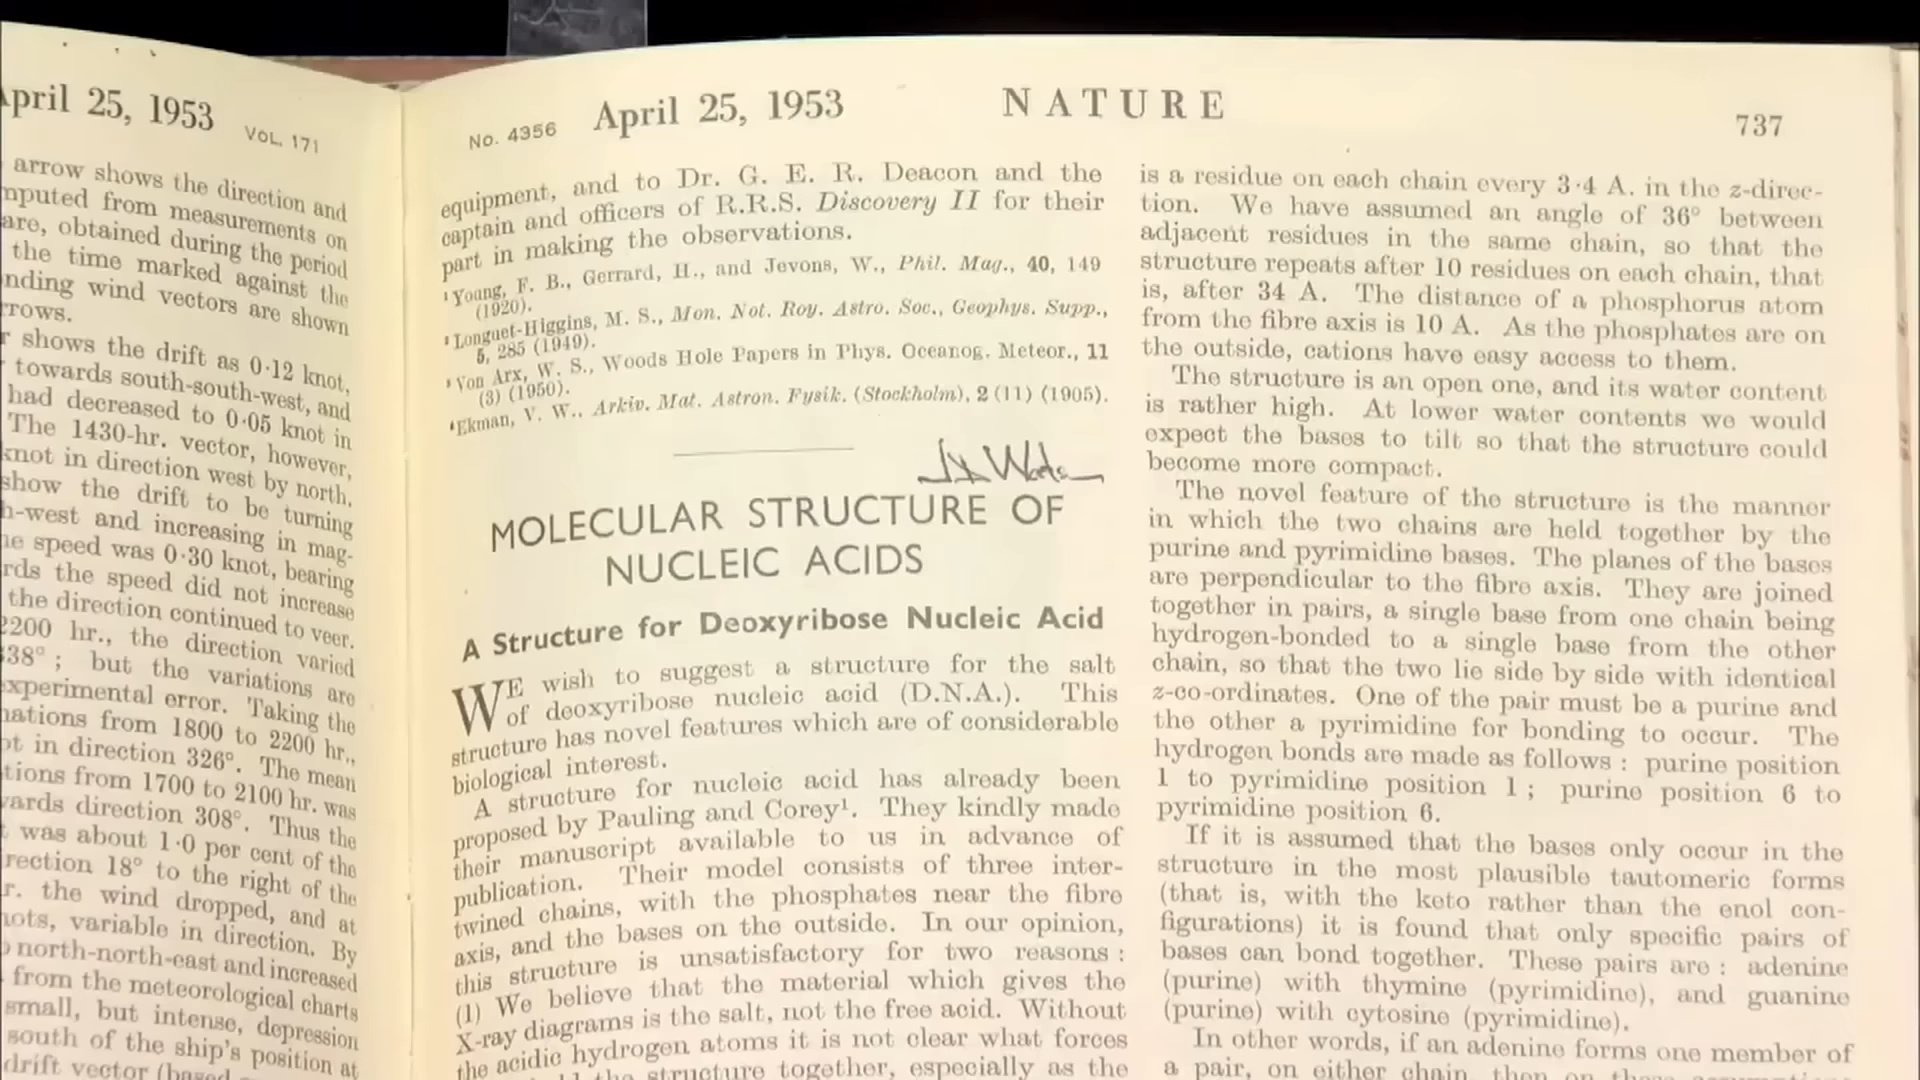 April 25, 1953 VOL. 171
arrow shows the direction and
mputed from measurements on
are, obtained during the period
the time marked against the
nding wind vectors are shown
rrows.
r shows the drift as 0·12 knot,
towards south-south-west, and
had decreased to 0·05 knot in
The 1430-hr. vector, however,
knot in direction west by north.
show the drift to be turning
h-west and increasing in mag-
ne speed was 0·30 knot, bearing
rds the speed did not increase
the direction continued to veer.
2200 hr., the direction varied
338° ; but the variations are
experimental error. Taking the
nations from 1800 to 2200 hr.,
ot in direction 326°. The mean
tions from 1700 to 2100 hr. was
vards direction 308°. Thus the
t was about 1·0 per cent of the
rection 18° to the right of the
r. the wind dropped, and at
nots, variable in direction. By
north-north-east and increased
from the meteorological charts
small, but intense, depression
south of the ship's position at
drift vector (based
No. 4356 April 25, 1953 NATURE 737
equipment, and to Dr. G. E. R. Deacon and the
captain and officers of R.R.S. Discovery II for their
part in making the observations.
¹ Young, F. B., Gerrard, H., and Jevons, W., Phil. Mag., 40, 149
(1920).
² Longuet-Higgins, M. S., Mon. Not. Roy. Astro. Soc., Geophys. Supp.,
5, 285 (1949).
³ Von Arx, W. S., Woods Hole Papers in Phys. Oceanog. Meteor., 11
(3) (1950).
⁴ Ekman, V. W., Arkiv. Mat. Astron. Fysik. (Stockholm), 2 (11) (1905).
MOLECULAR STRUCTURE OF
NUCLEIC ACIDS
A Structure for Deoxyribose Nucleic Acid
WE wish to suggest a structure for the salt
of deoxyribose nucleic acid (D.N.A.). This
structure has novel features which are of considerable
biological interest.
A structure for nucleic acid has already been
proposed by Pauling and Corey¹. They kindly made
their manuscript available to us in advance of
publication. Their model consists of three inter-
twined chains, with the phosphates near the fibre
axis, and the bases on the outside. In our opinion,
this structure is unsatisfactory for two reasons :
(1) We believe that the material which gives the
X-ray diagrams is the salt, not the free acid. Without
the acidic hydrogen atoms it is not clear what forces
the structure together, especially as the
is a residue on each chain every 3·4 A. in the z-direc-
tion. We have assumed an angle of 36° between
adjacent residues in the same chain, so that the
structure repeats after 10 residues on each chain, that
is, after 34 A. The distance of a phosphorus atom
from the fibre axis is 10 A. As the phosphates are on
the outside, cations have easy access to them.
The structure is an open one, and its water content
is rather high. At lower water contents we would
expect the bases to tilt so that the structure could
become more compact.
The novel feature of the structure is the manner
in which the two chains are held together by the
purine and pyrimidine bases. The planes of the bases
are perpendicular to the fibre axis. They are joined
together in pairs, a single base from one chain being
hydrogen-bonded to a single base from the other
chain, so that the two lie side by side with identical
z-co-ordinates. One of the pair must be a purine and
the other a pyrimidine for bonding to occur. The
hydrogen bonds are made as follows : purine position
1 to pyrimidine position 1 ; purine position 6 to
pyrimidine position 6.
If it is assumed that the bases only occur in the
structure in the most plausible tautomeric forms
(that is, with the keto rather than the enol con-
figurations) it is found that only specific pairs of
bases can bond together. These pairs are : adenine
(purine) with thymine (pyrimidine), and guanine
(purine) with cytosine (pyrimidine).
In other words, if an adenine forms one member of
a pair, on either chain, then on these